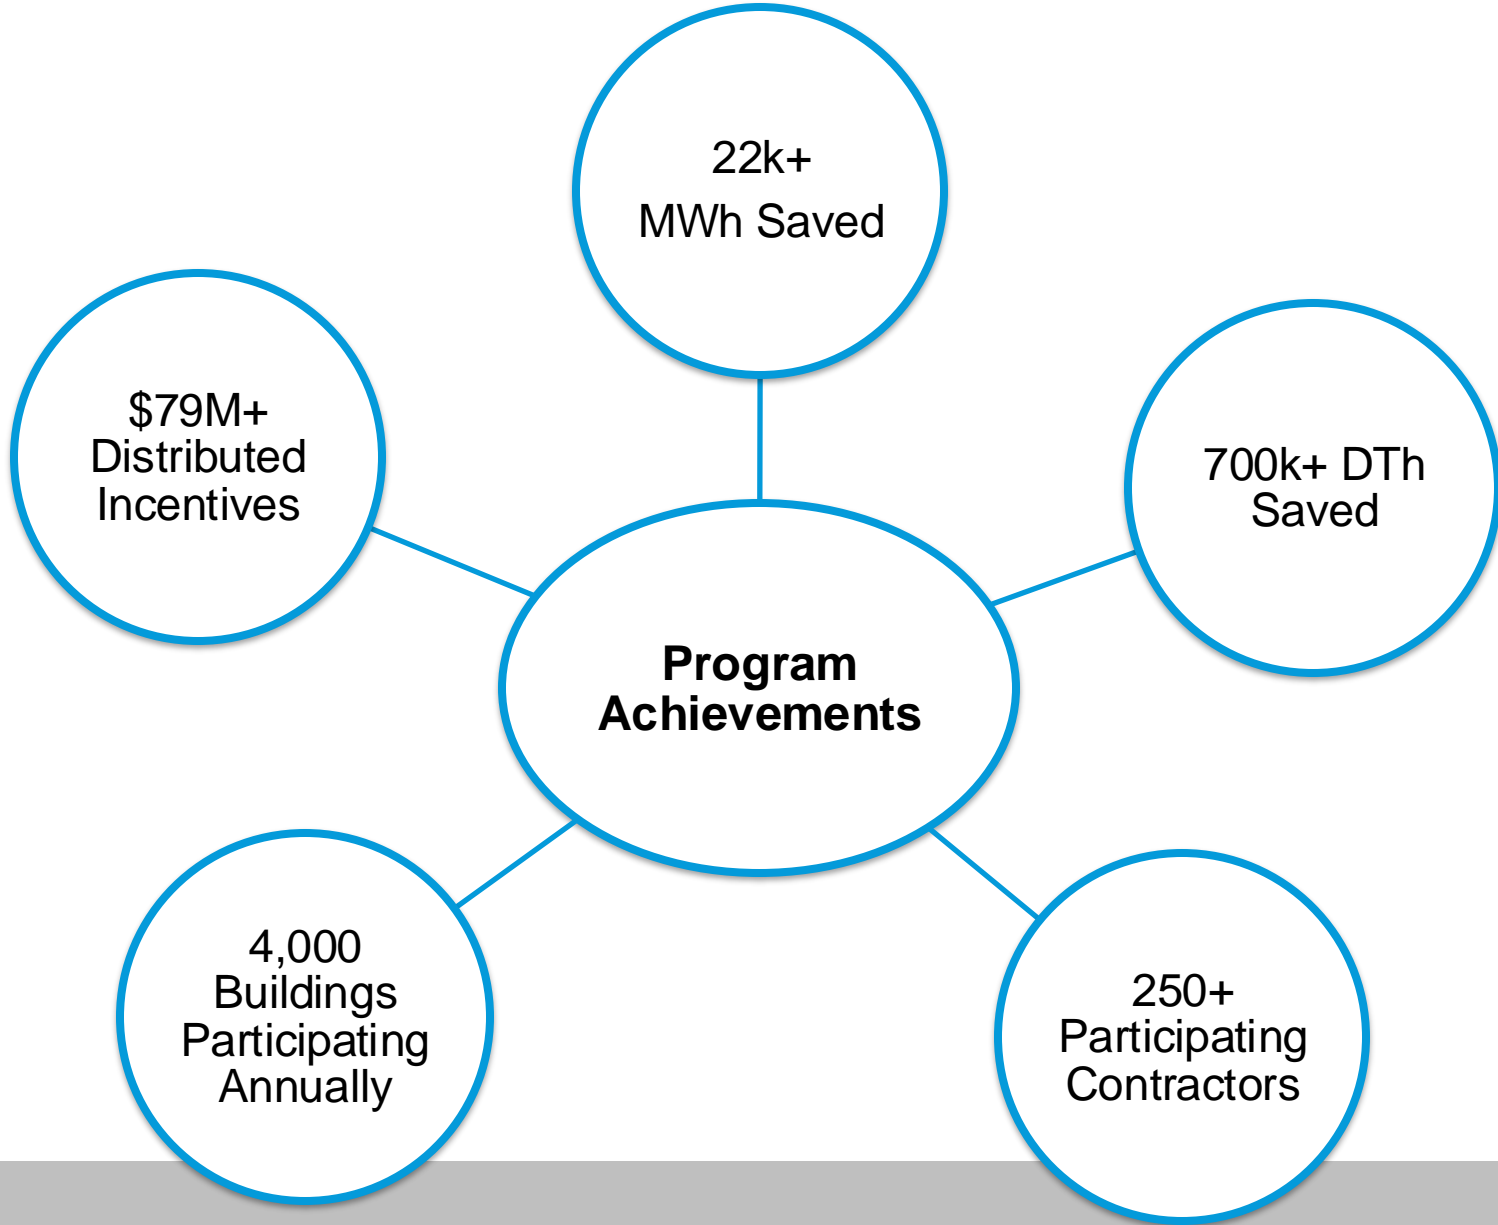 22k+
MWh Saved
$79M+
Distributed
Incentives
700k+ DTh
Saved
Program
Achievements
4,000
Buildings
Participating
Annually
250+
Participating
Contractors